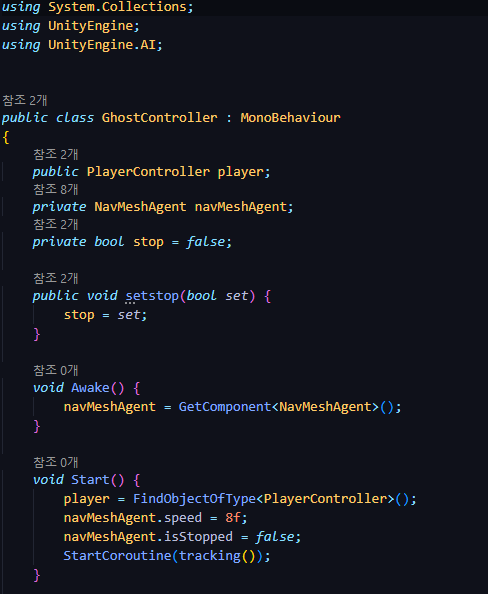 using System.Collections;
using UnityEngine;
using UnityEngine.AI;
참조 2개
public class GhostController : MonoBehaviour
{
참조 2개
public PlayerController player;
참조 8개
private NavMeshAgent navMeshAgent;
참조 2개
private bool stop = false;
참조 2개
public void setstop(bool set) {
stop = set;
}
참조 0개
void Awake() {
navMeshAgent = GetComponent<NavMeshAgent>();
}
참조 0개
void Start() {
player = FindObjectOfType<PlayerController>();
navMeshAgent.speed = 8f;
navMeshAgent.isStopped = false;
StartCoroutine(tracking());
}